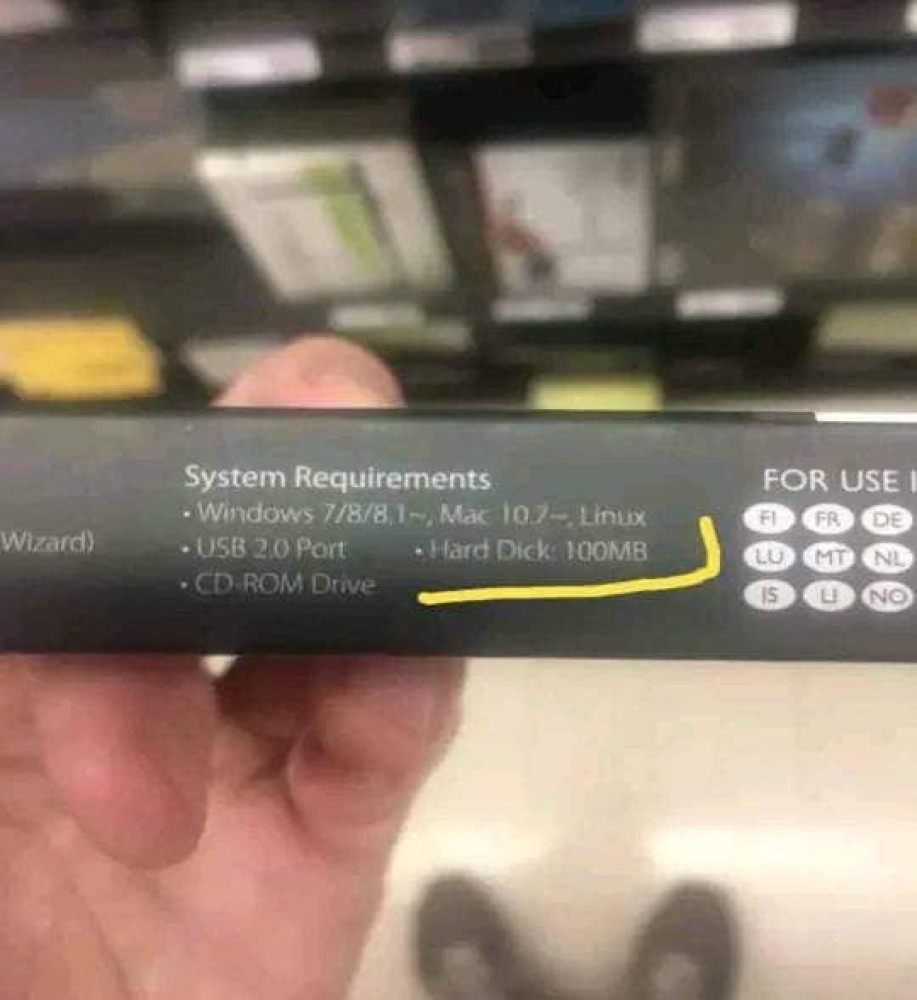 System Requirements
• Windows 7/8/8.1~, Mac 10.7~, Linux
• USB 2.0 Port • Hard Dick: 100MB
• CD-ROM Drive
Wizard)
FOR USE I
FI FR DE
LU MT NL
IS LI NO